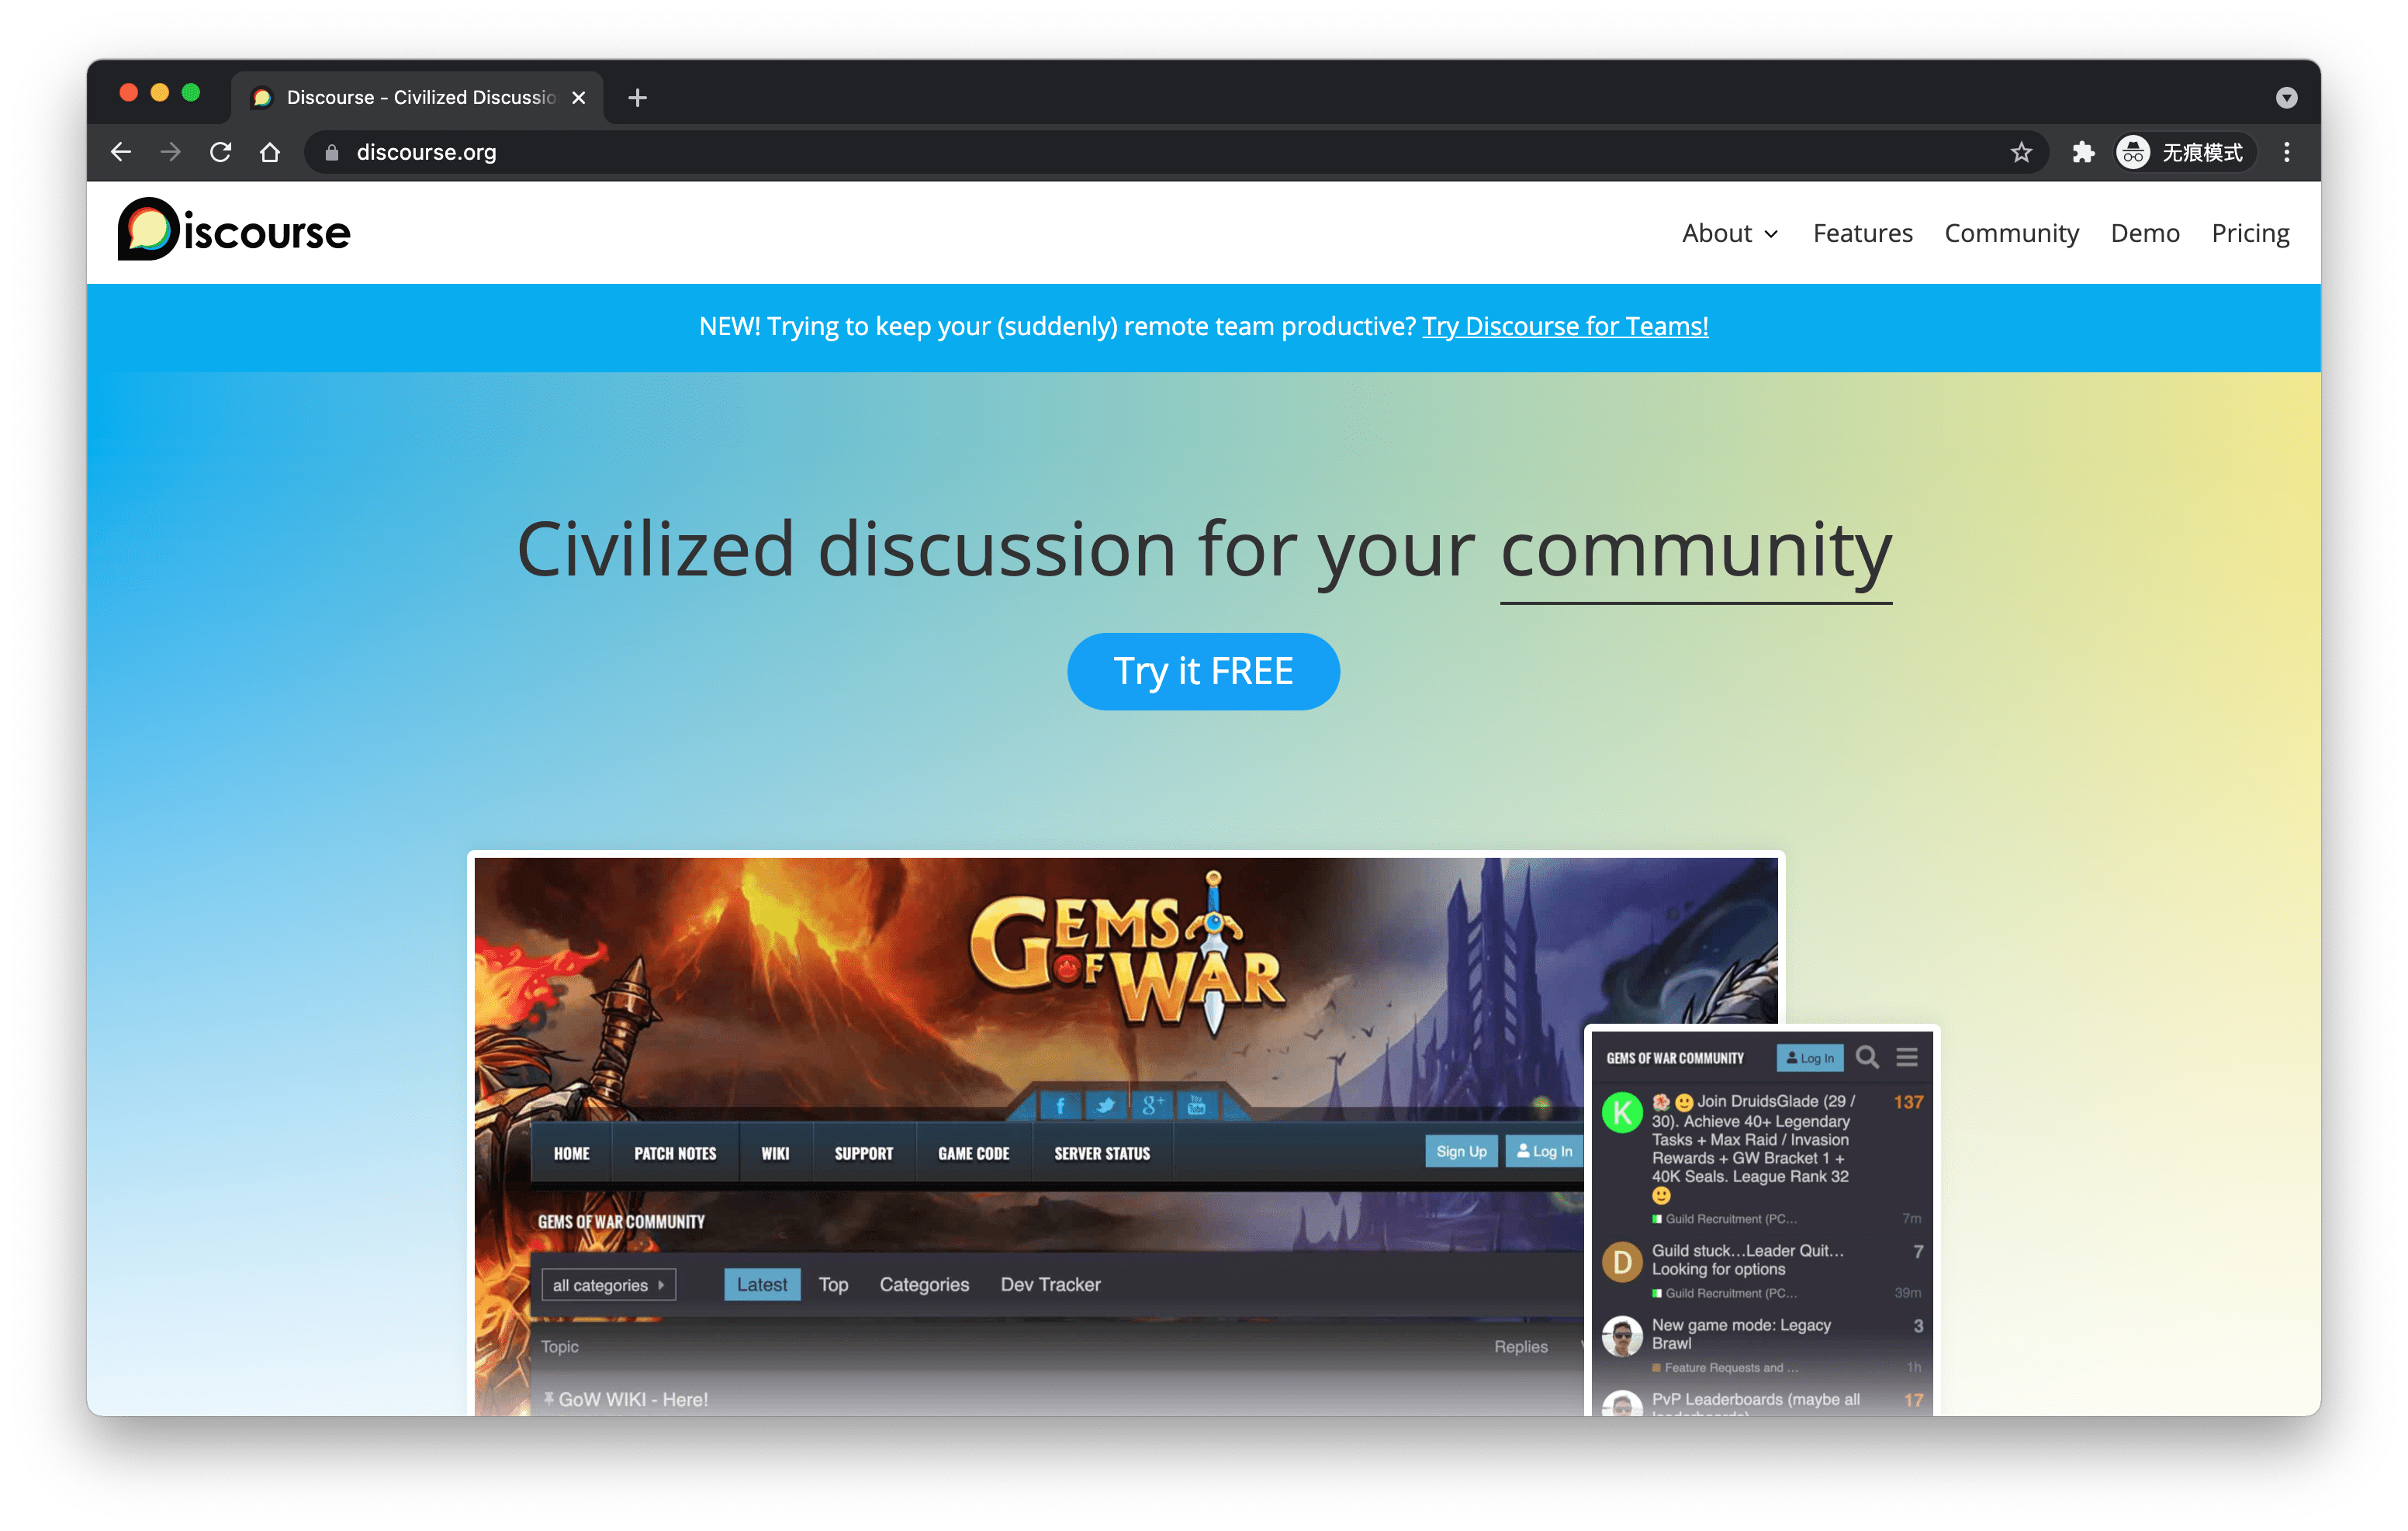 Discourse - Civilized Discussio
discourse.org
无痕模式
Discourse
About
Features
Community
Demo
Pricing
NEW! Trying to keep your (suddenly) remote team productive? Try Discourse for Teams!
Civilized discussion for your community
Try it FREE
GEMS
OF WAR
f
g+
You
Tube
HOME
PATCH NOTES
WIKI
SUPPORT
GAME CODE
SERVER STATUS
Sign Up
Log In
GEMS OF WAR COMMUNITY
all categories
Latest
Top
Categories
Dev Tracker
Topic
Replies
GoW WIKI - Here!
GEMS OF WAR COMMUNITY
Log In
K
Join DruidsGlade (29 /
30). Achieve 40+ Legendary
Tasks + Max Raid / Invasion
Rewards + GW Bracket 1 +
40K Seals. League Rank 32
137
Guild Recruitment (PC...
7m
D
Guild stuck...Leader Quit...
Looking for options
7
Guild Recruitment (PC...
39m
New game mode: Legacy
Brawl
3
Feature Requests and ...
1h
PvP Leaderboards (maybe all
17